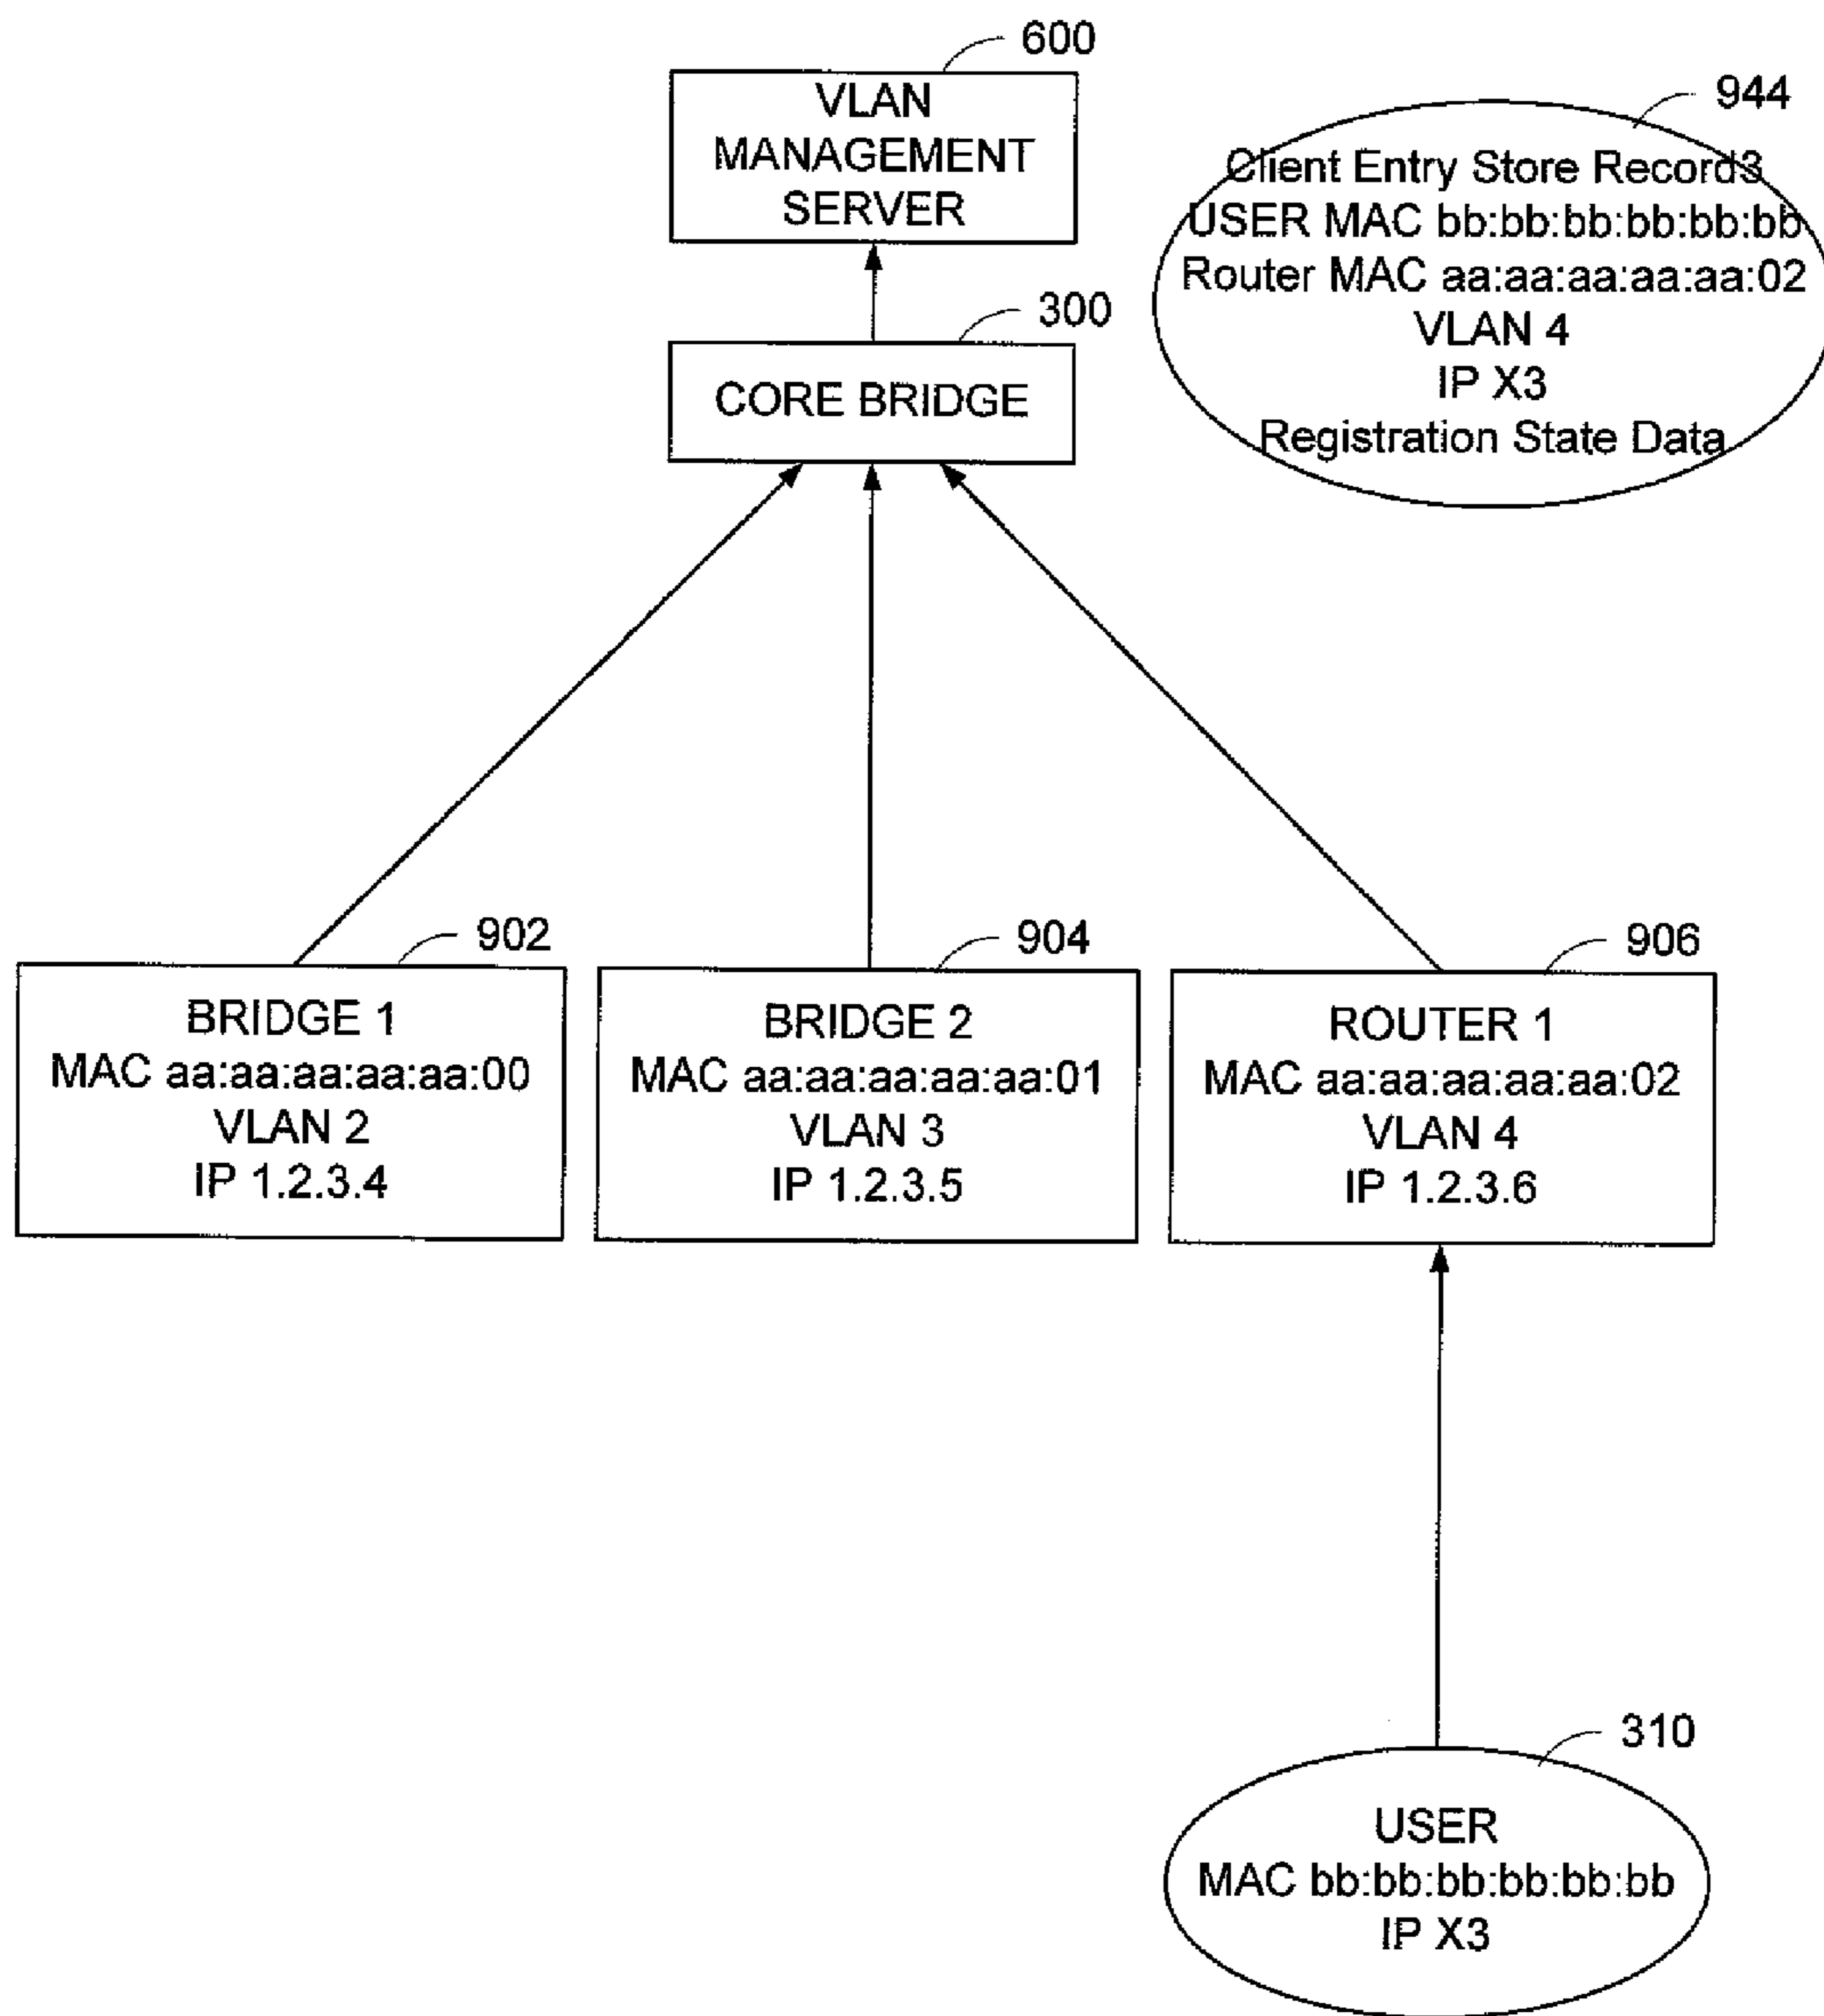 600
VLAN
MANAGEMENT
SERVER
944
Client Entry Store Record3
USER MAC bb:bb:bb:bb:bb:bb
Router MAC aa:aa:aa:aa:aa:02
VLAN 4
IP X3
Registration State Data
300
CORE BRIDGE
902
BRIDGE 1
MAC aa:aa:aa:aa:aa:00
VLAN 2
IP 1.2.3.4
904
BRIDGE 2
MAC aa:aa:aa:aa:aa:01
VLAN 3
IP 1.2.3.5
906
ROUTER 1
MAC aa:aa:aa:aa:aa:02
VLAN 4
IP 1.2.3.6
310
USER
MAC bb:bb:bb:bb:bb:bb
IP X3